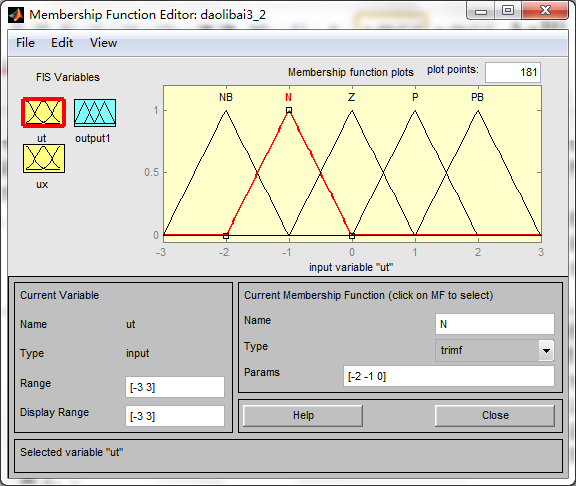 Membership Function Editor: daolibai3_2
File Edit View
FIS Variables
Membership function plots plot points: 181
ut output1
ux
NB N Z P PB
1
0.5
0
-3 -2 -1 0 1 2 3
input variable "ut"
Current Variable
Name ut
Type input
Range [-3 3]
Display Range [-3 3]
Current Membership Function (click on MF to select)
Name N
Type trimf
Params [-2 -1 0]
Help Close
Selected variable "ut"